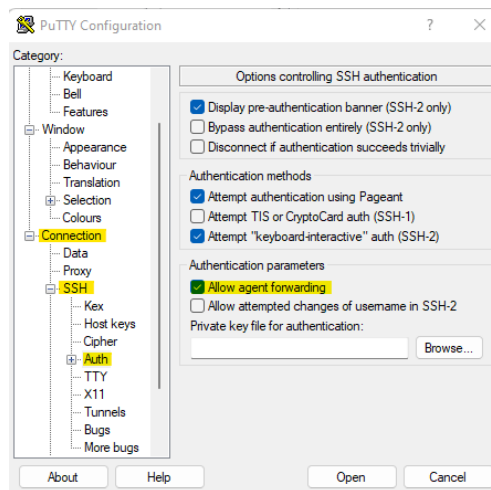 PuTTY Configuration
?
Category:
Keyboard
Bell
Features
Window
Appearance
Behaviour
Translation
Selection
Colours
Connection
Data
Proxy
SSH
Kex
Host keys
Cipher
Auth
TTY
X11
Tunnels
Bugs
More bugs
Options controlling SSH authentication
Display pre-authentication banner (SSH-2 only)
Bypass authentication entirely (SSH-2 only)
Disconnect if authentication succeeds trivially
Authentication methods
Attempt authentication using Pageant
Attempt TIS or CryptoCard auth (SSH-1)
Attempt "keyboard-interactive" auth (SSH-2)
Authentication parameters
Allow agent forwarding
Allow attempted changes of username in SSH-2
Private key file for authentication:
Browse...
About
Help
Open
Cancel